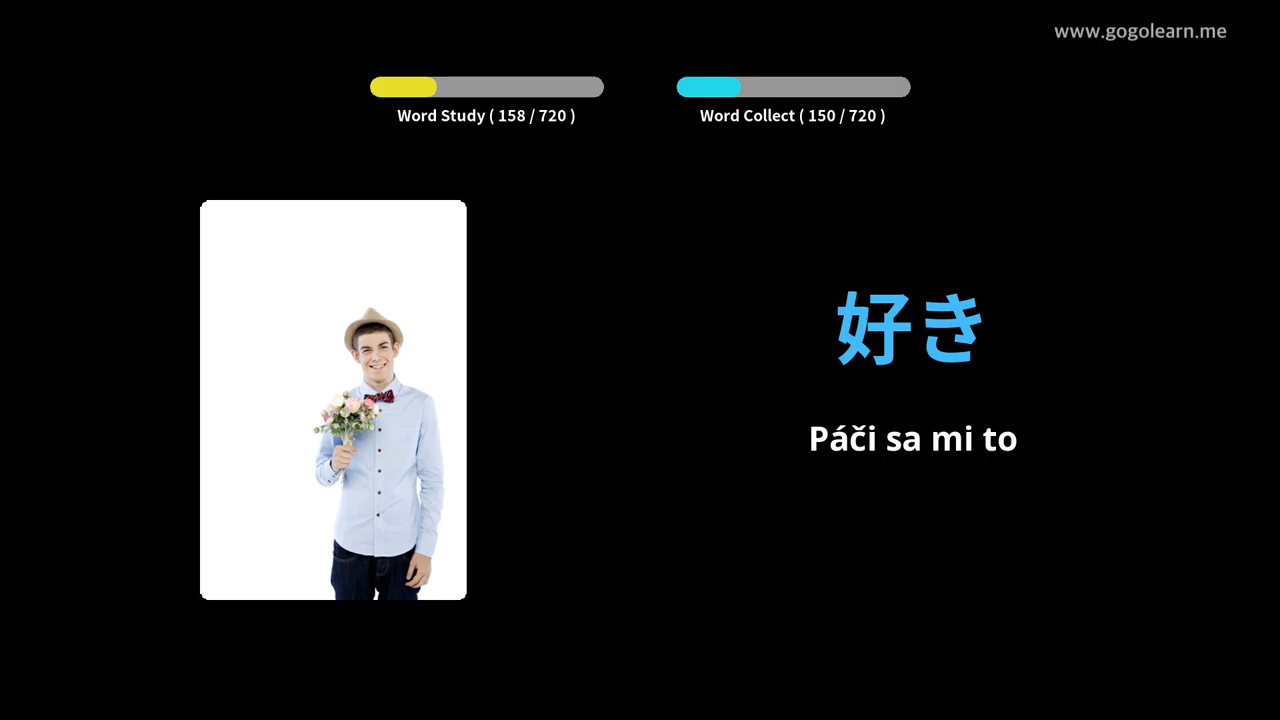 www.gogolearn.me
Word Study ( 158 / 720 )
Word Collect ( 150 / 720 )
好き
Páči sa mi to